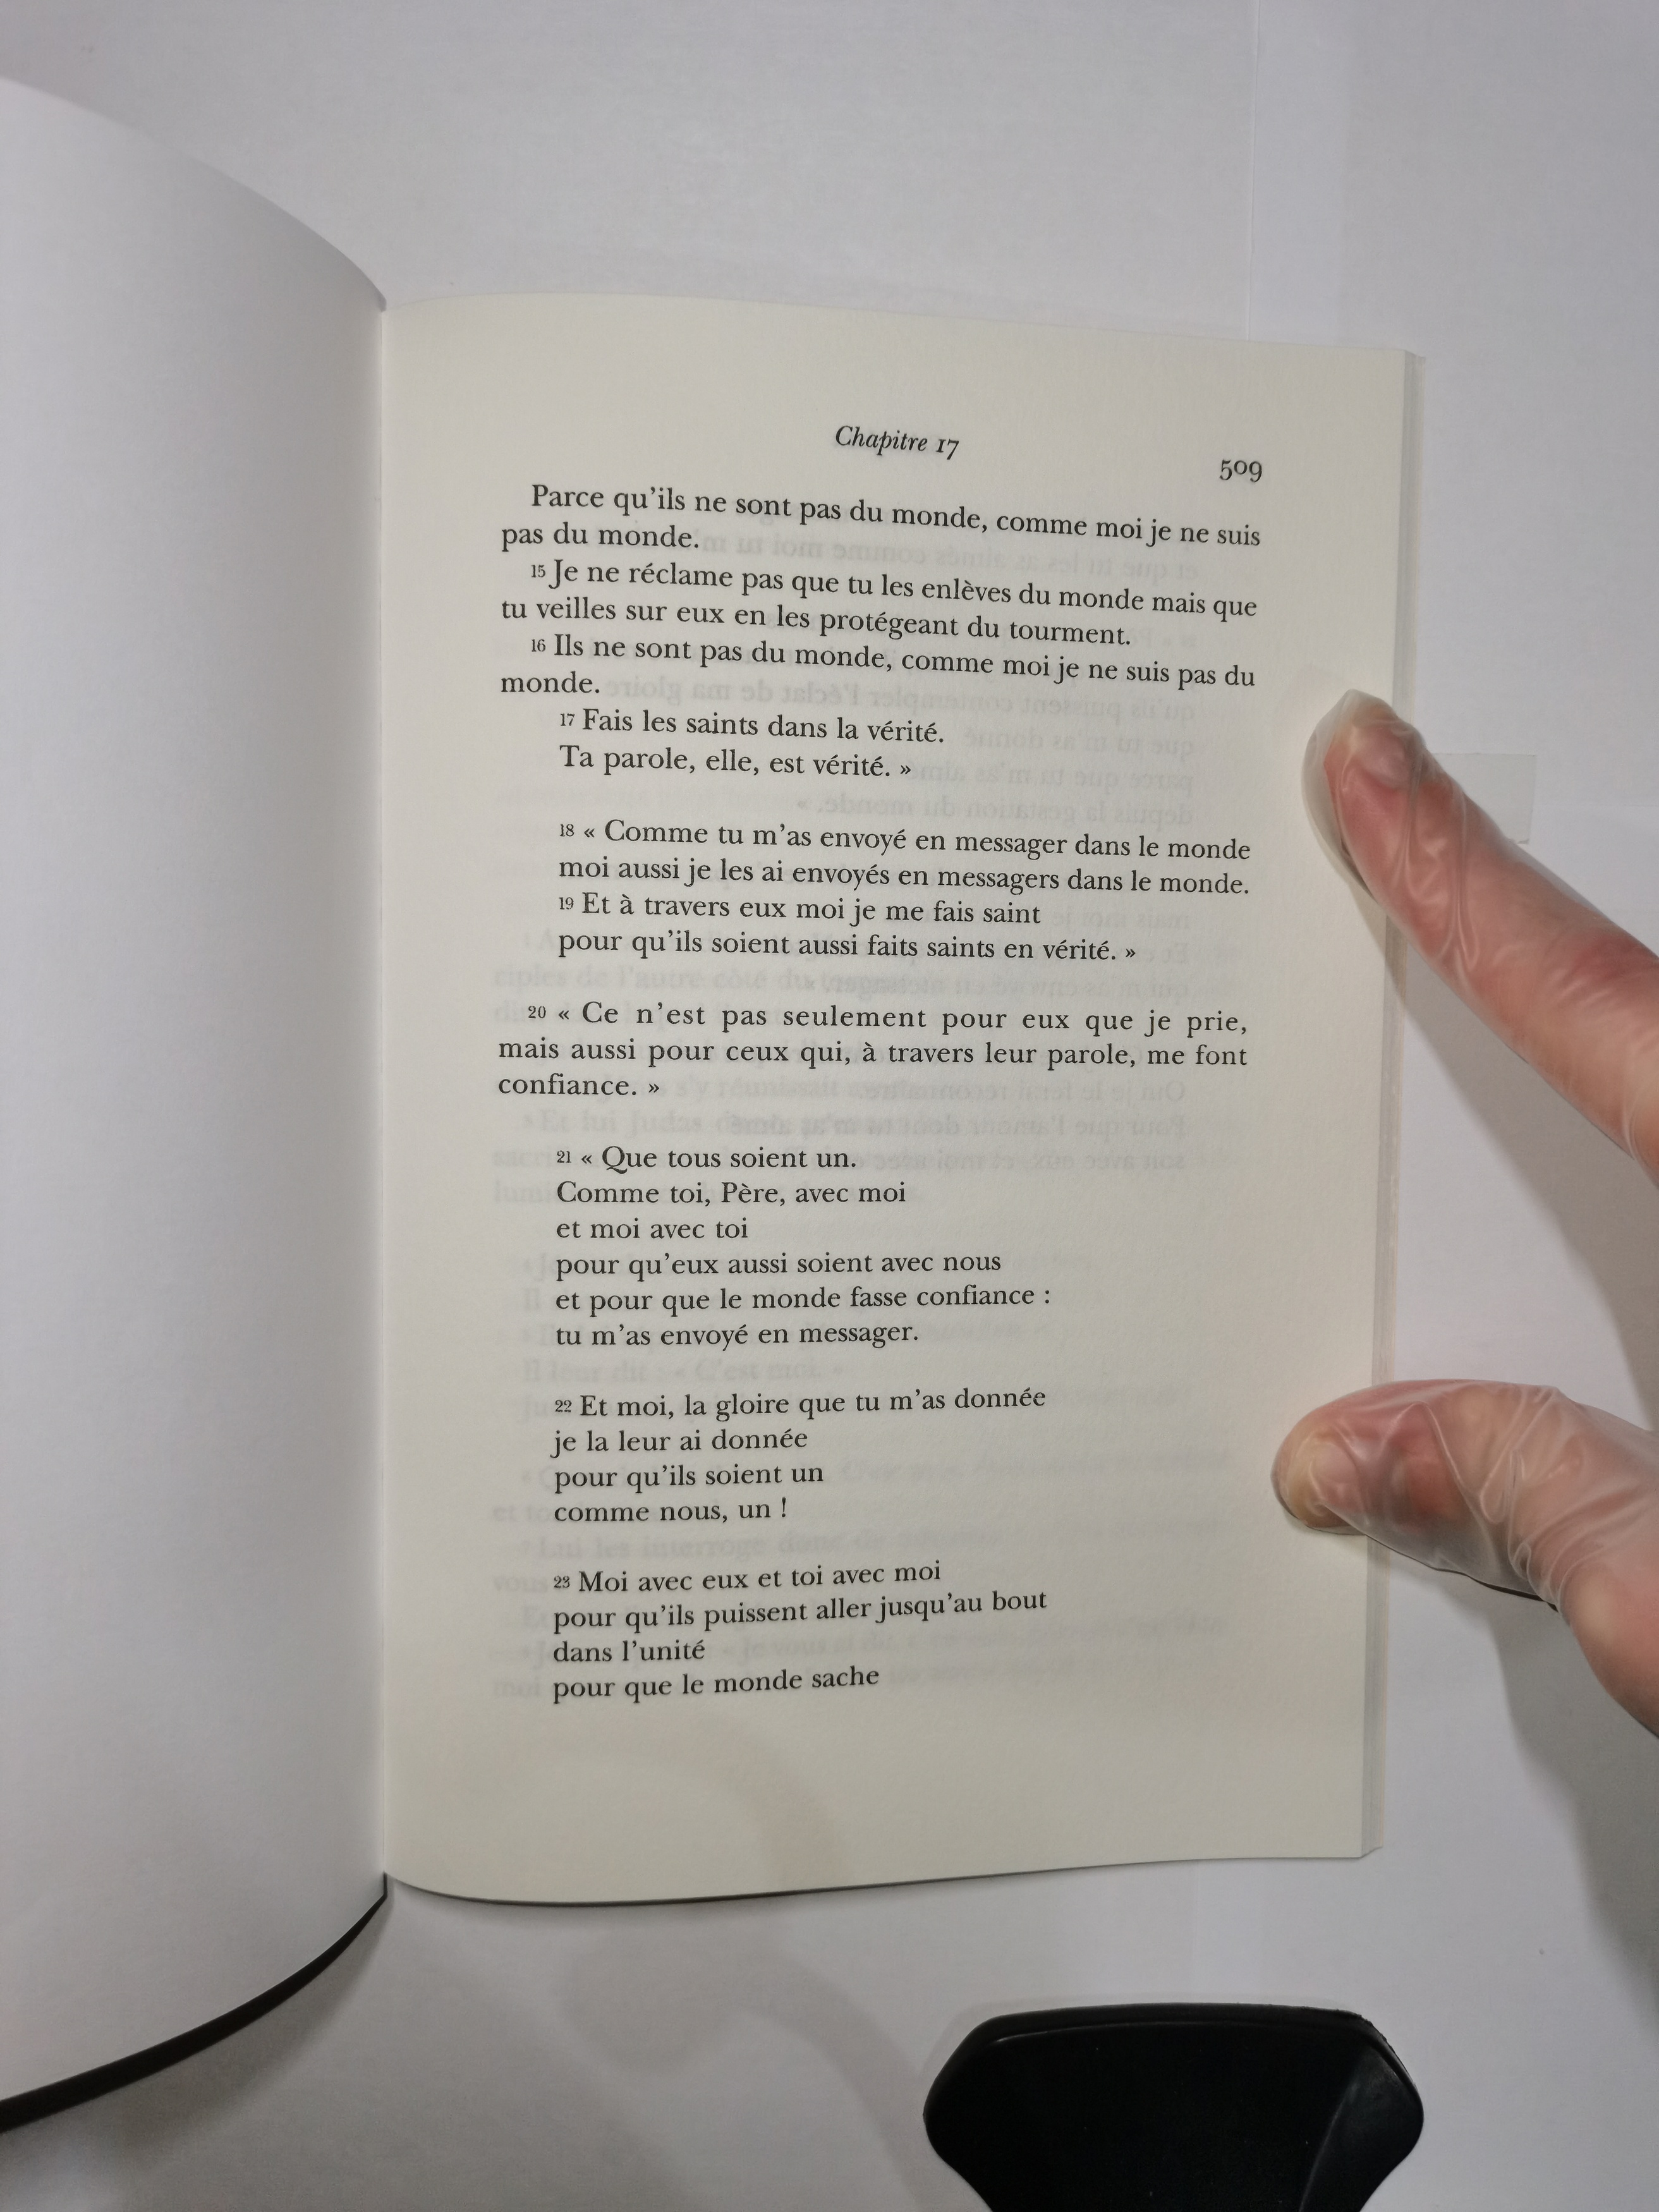 Chapitre 17
509
Parce qu'ils ne sont pas du monde, comme moi je ne suis
pas du monde.
15 Je ne réclame pas que tu les enlèves du monde mais que
tu veilles sur eux en les protégeant du tourment.
16 Ils ne sont pas du monde, comme moi je ne suis pas du
monde.
17 Fais les saints dans la vérité.
Ta parole, elle, est vérité. »
18 « Comme tu m'as envoyé en messager dans le monde
moi aussi je les ai envoyés en messagers dans le monde.
19 Et à travers eux moi je me fais saint
pour qu'ils soient aussi faits saints en vérité. »
20 « Ce n'est pas seulement pour eux que je prie,
mais aussi pour ceux qui, à travers leur parole, me font
confiance. »
21 « Que tous soient un.
Comme toi, Père, avec moi
et moi avec toi
pour qu'eux aussi soient avec nous
et pour que le monde fasse confiance :
tu m'as envoyé en messager.
22 Et moi, la gloire que tu m'as donnée
je la leur ai donnée
pour qu'ils soient un
comme nous, un !
23 Moi avec eux et toi avec moi
pour qu'ils puissent aller jusqu'au bout
dans l'unité
pour que le monde sache